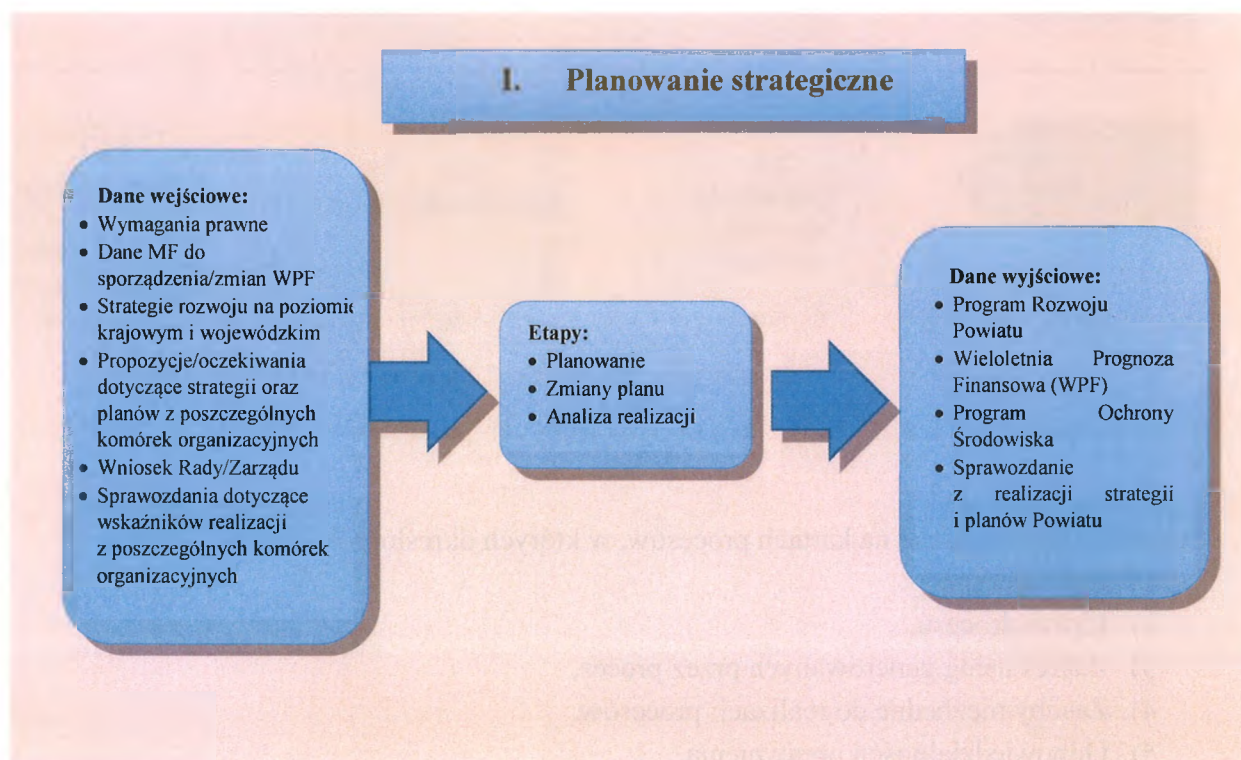 I. Planowanie strategiczne
Dane wejściowe:
• Wymagania prawne
• Dane MF do
sporządzenia/zmian WPF
• Strategie rozwoju na poziomie
krajowym i wojewódzkim
• Propozycje/oczekiwania
dotyczące strategii oraz
planów z poszczególnych
komórek organizacyjnych
• Wniosek Rady/Zarządu
• Sprawozdania dotyczące
wskaźników realizacji
z poszczególnych komórek
organizacyjnych
Etapy:
• Planowanie
• Zmiany planu
• Analiza realizacji
Dane wyjściowe:
• Program Rozwoju
Powiatu
• Wieloletnia Prognoza
Finansowa (WPF)
• Program Ochrony
Środowiska
• Sprawozdanie
z realizacji strategii
i planów Powiatu